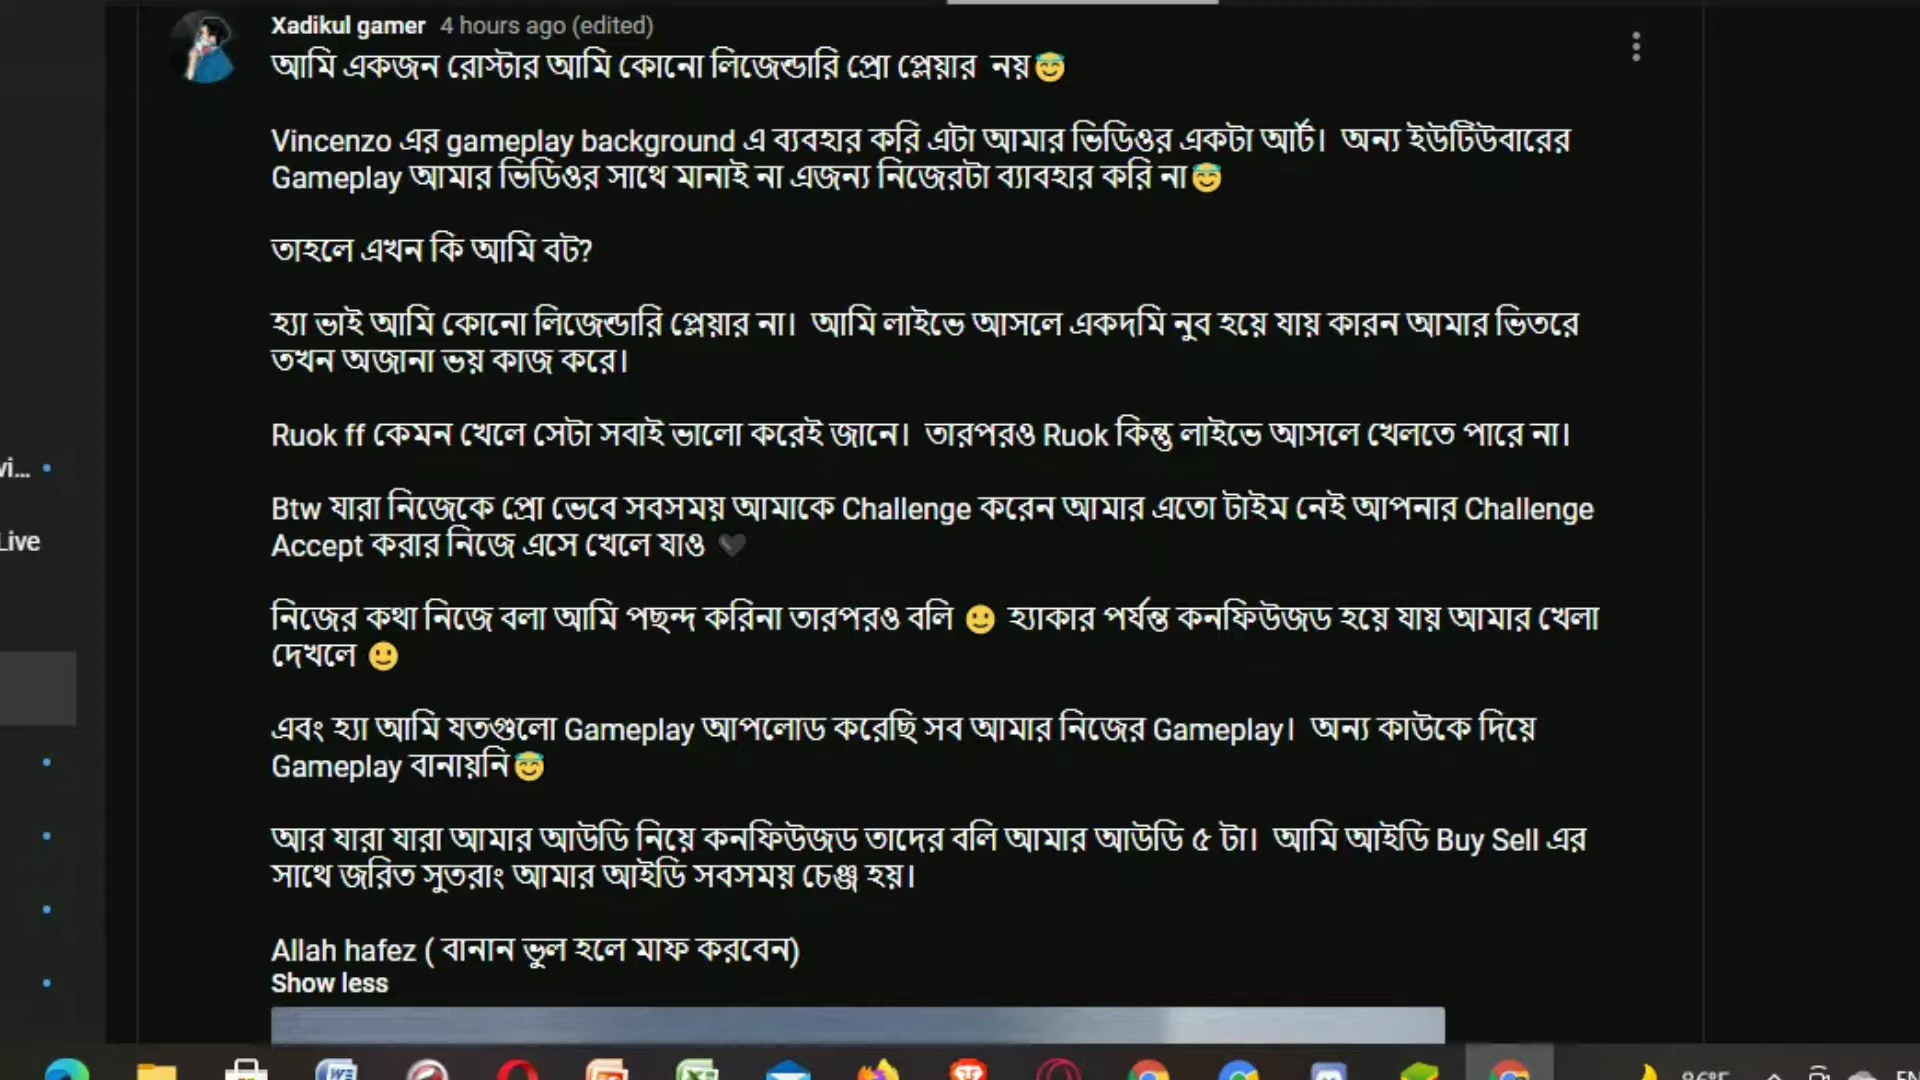 Xadikul gamer 4 hours ago (edited)
আমি একজন রোস্টার আমি কোনো লিজেন্ডারি প্রো প্লেয়ার নয়😇
Vincenzo এর gameplay background এ ব্যবহার করি এটা আমার ভিডিওর একটা আর্ট। অন্য ইউটিউবারের
Gameplay আমার ভিডিওর সাথে মানাই না এজন্য নিজেরটা ব্যাবহার করি না😇
তাহলে এখন কি আমি বট?
হ্যা ভাই আমি কোনো লিজেন্ডারি প্লেয়ার না। আমি লাইভে আসলে একদমি নুব হয়ে যায় কারন আমার ভিতরে
তখন অজানা ভয় কাজ করে।
Ruok ff কেমন খেলে সেটা সবাই ভালো করেই জানে। তারপরও Ruok কিন্তু লাইভে আসলে খেলতে পারে না।
Btw যারা নিজেকে প্রো ভেবে সবসময় আমাকে Challenge করেন আমার এতো টাইম নেই আপনার Challenge
Accept করার নিজে এসে খেলে যাও 🖤
নিজের কথা নিজে বলা আমি পছন্দ করিনা তারপরও বলি 🙂 হ্যাকার পর্যন্ত কনফিউজড হয়ে যায় আমার খেলা
দেখলে 🙂
এবং হ্যা আমি যতগুলো Gameplay আপলোড করেছি সব আমার নিজের Gameplay। অন্য কাউকে দিয়ে
Gameplay বানায়নি😇
আর যারা যারা আমার আউডি নিয়ে কনফিউজড তাদের বলি আমার আউডি ৫ টা। আমি আইডি Buy Sell এর
সাথে জরিত সুতরাং আমার আইডি সবসময় চেঞ্জ হয়।
Allah hafez ( বানান ভুল হলে মাফ করবেন)
Show less
vi...
Live